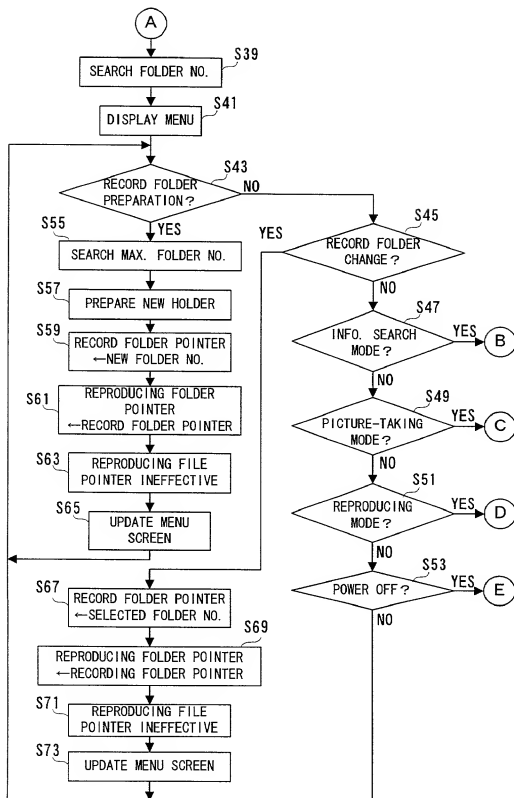 A
S39
SEARCH FOLDER NO.
S41
DISPLAY MENU
S43
RECORD FOLDER
PREPARATION?
NO
YES
S45
RECORD FOLDER
CHANGE?
YES
NO
S55
SEARCH MAX. FOLDER NO.
S57
PREPARE NEW HOLDER
S59
RECORD FOLDER POINTER
←NEW FOLDER NO.
S61
REPRODUCING FOLDER
POINTER
←RECORD FOLDER POINTER
S63
REPRODUCING FILE
POINTER INEFFECTIVE
S65
UPDATE MENU
SCREEN
S47
INFO. SEARCH
MODE?
YES
B
NO
S49
PICTURE-TAKING
MODE?
YES
C
NO
S51
REPRODUCING
MODE?
YES
D
NO
S53
POWER OFF?
YES
E
NO
S67
RECORD FOLDER POINTER
←SELECTED FOLDER NO.
S69
REPRODUCING FOLDER POINTER
←RECORDING FOLDER POINTER
S71
REPRODUCING FILE
POINTER INEFFECTIVE
S73
UPDATE MENU SCREEN